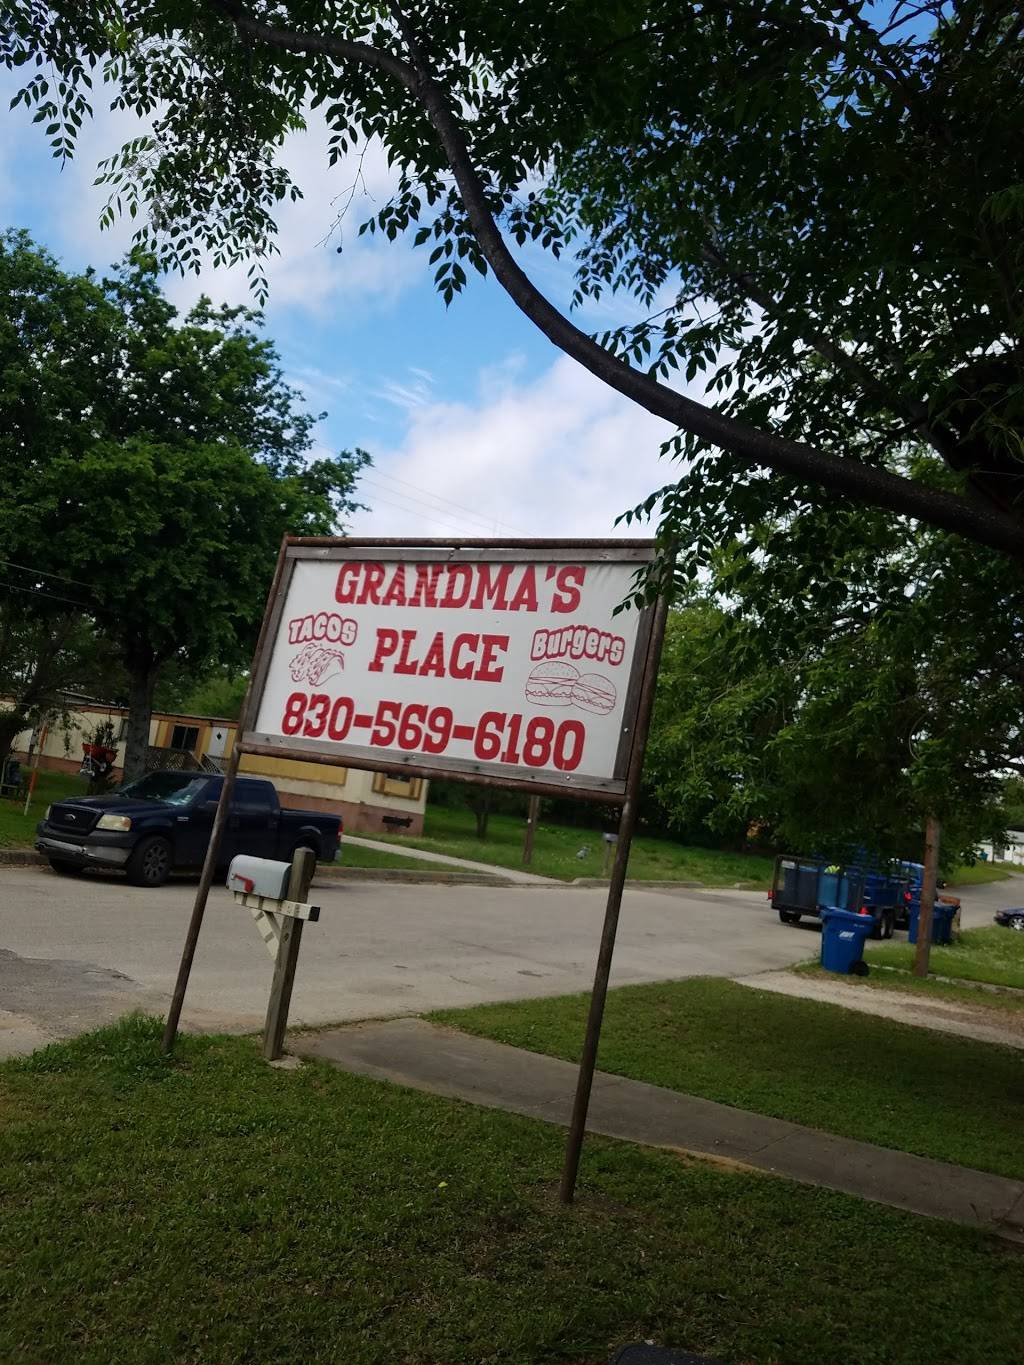 GRANDMA'S
TACOS
PLACE
Burgers
830-569-6180